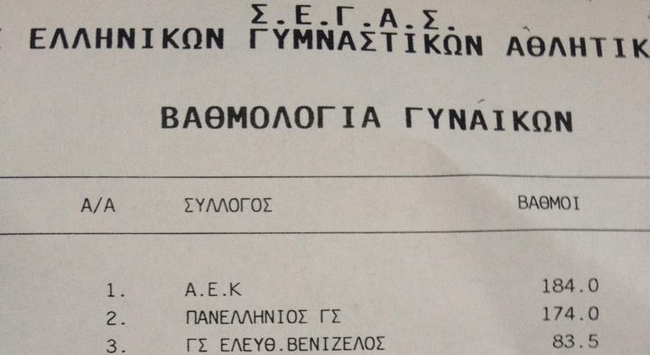 Σ.Ε.Γ.Α.Σ.
ΕΛΛΗΝΙΚΩΝ ΓΥΜΝΑΣΤΙΚΩΝ ΑΘΛΗΤΙΚ
ΒΑΘΜΟΛΟΓΙΑ ΓΥΝΑΙΚΩΝ
Α/Α ΣΥΛΛΟΓΟΣ ΒΑΘΜΟΙ
1. Α.Ε.Κ 184.0
2. ΠΑΝΕΛΛΗΝΙΟΣ ΓΣ 174.0
3. ΓΣ ΕΛΕΥΘ.ΒΕΝΙΖΕΛΟΣ 83.5